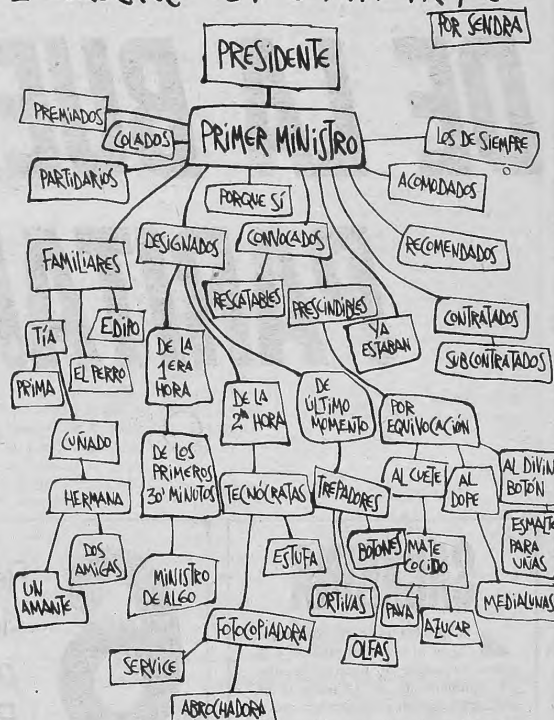 POR SENDRA
PRESIDENTE
PREMIADOS
COLADOS
PRIMER MINISTRO
LOS DE SIEMPRE
PARTIDARIOS
ACOMODADOS
PORQUE SÍ
FAMILIARES
DESIGNADOS
CONVOCADOS
RECOMENDADOS
RESCATABLES
PRESCINDIBLES
YA
ESTABAN
CONTRATADOS
SUBCONTRATADOS
TÍA
EDIPO
PRIMA
EL PERRO
DE LA
1ERA
HORA
DE LA
2ª HORA
DE
ÚLTIMO
MOMENTO
POR
EQUIVOCACIÓN
CUÑADO
DE LOS
PRIMEROS
30' MINUTOS
TECNÓCRATAS
TREPADORES
AL CUETE
AL
DOPE
AL DIVIN
BOTÓN
HERMANA
ESMALTE
PARA
UÑAS
UN
AMANTE
DOS
AMIGAS
MINISTRO
DE ALGO
ESTUFA
BOTONES
MATE
COCIDO
MEDIALUNAS
ORTIVAS
OLFAS
PAVA
AZUCAR
FOTOCOPIADORA
SERVICE
ABROCHADORA